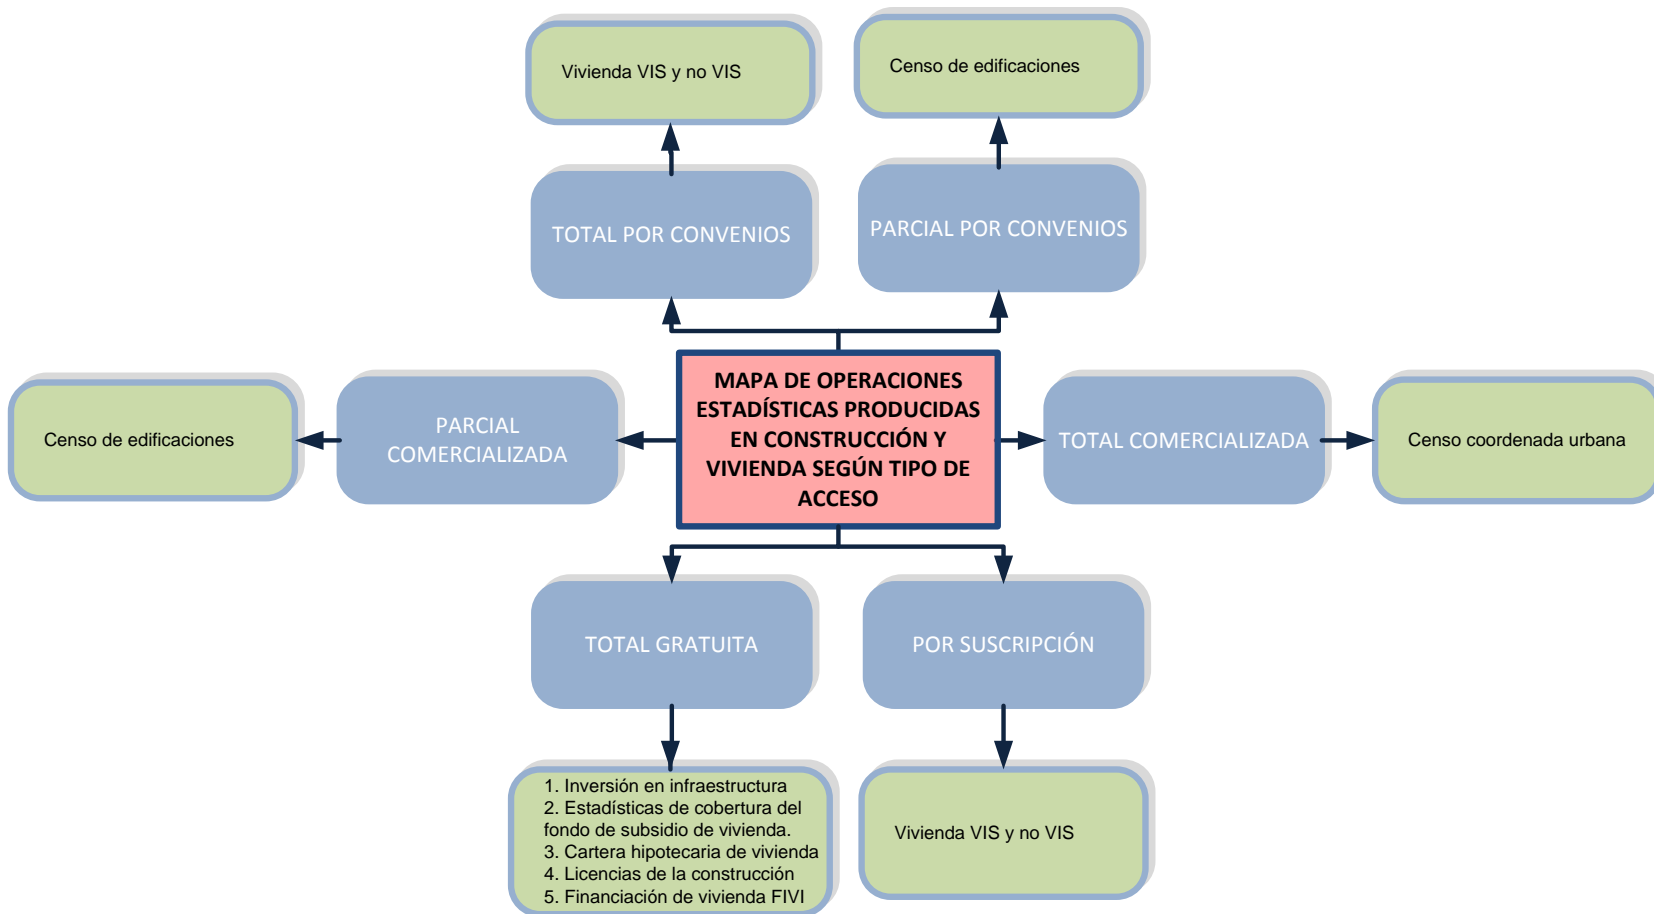 Vivienda VIS y no VIS
Censo de edificaciones
TOTAL POR CONVENIOS
PARCIAL POR CONVENIOS
Censo de edificaciones
PARCIAL
COMERCIALIZADA
MAPA DE OPERACIONES
ESTADÍSTICAS PRODUCIDAS
EN CONSTRUCCIÓN Y
VIVIENDA SEGÚN TIPO DE
ACCESO
TOTAL COMERCIALIZADA
Censo coordenada urbana
TOTAL GRATUITA
POR SUSCRIPCIÓN
1. Inversión en infraestructura
2. Estadísticas de cobertura del
fondo de subsidio de vivienda.
3. Cartera hipotecaria de vivienda
4. Licencias de la construcción
5. Financiación de vivienda FIVI
Vivienda VIS y no VIS